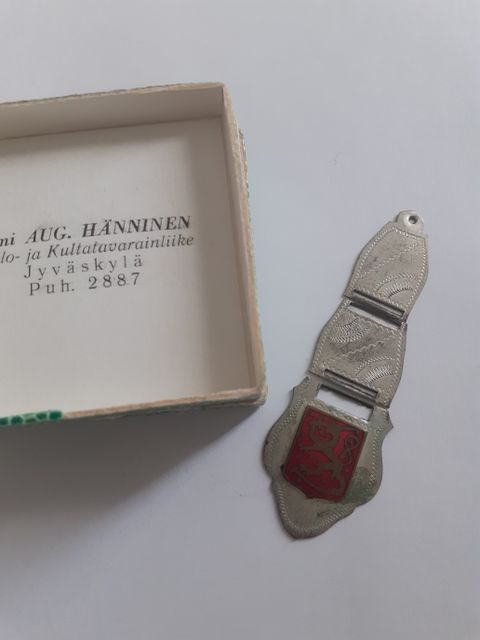 AUG. HÄNNINEN
ja Kultatavarainliike
Jyväskylä
Puh. 2887